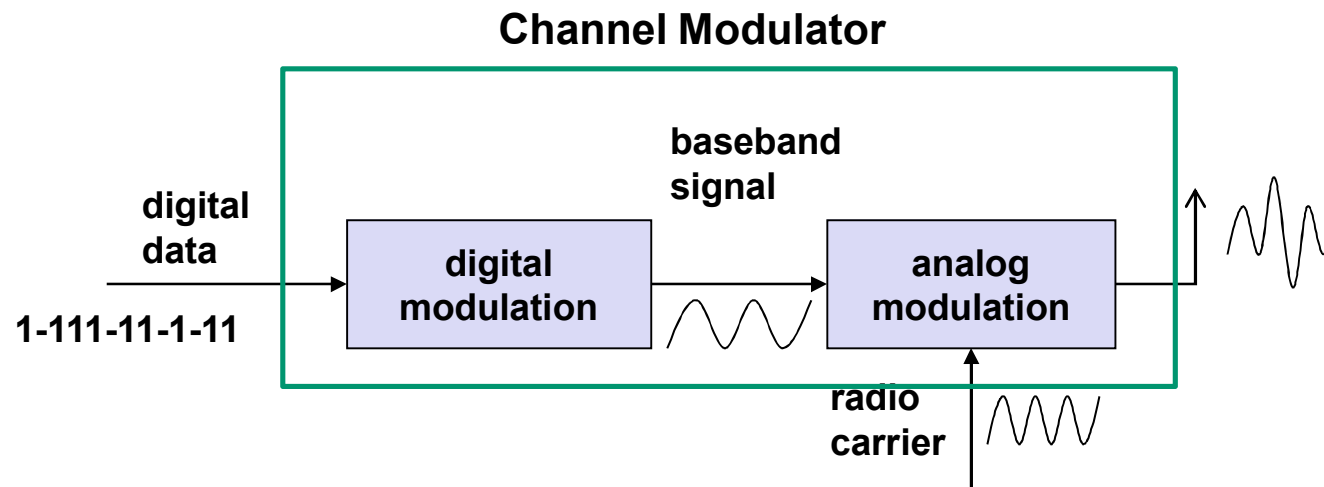 Channel Modulator
baseband
signal
digital
data
digital
modulation
analog
modulation
1-111-11-1-11
radio
carrier